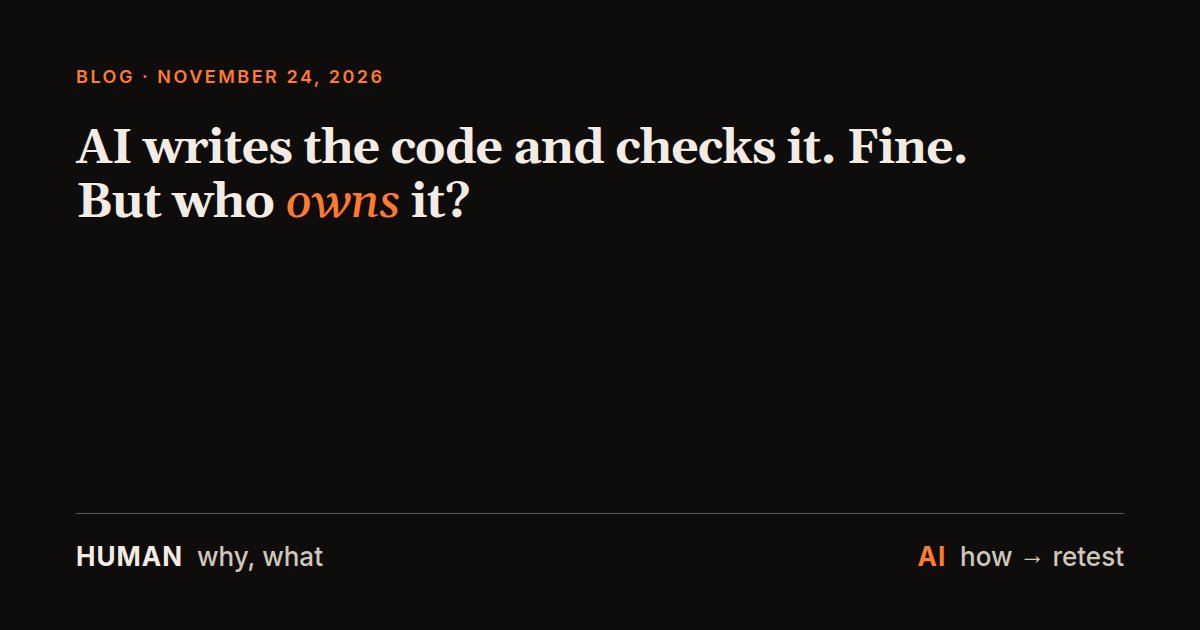 BLOG · NOVEMBER 24, 2026
AI writes the code and checks it. Fine.
But who owns it?
HUMAN why, what
AI how → retest